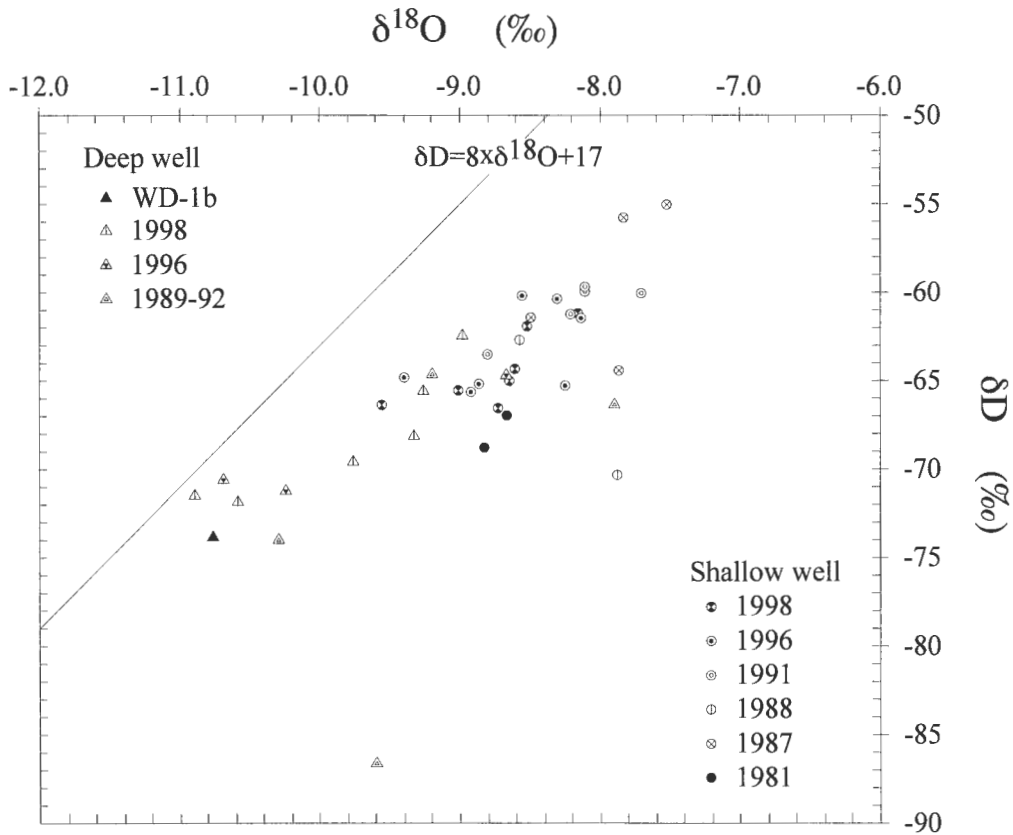 δ18O (‰)
-12.0 -11.0 -10.0 -9.0 -8.0 -7.0 -6.0
-50
Deep well
δD=8xδ18O+17
WD-1b
-55
1998
1996
-60
1989-92
-65
δD (‰)
-70
-75
Shallow well
1998
-80
1996
1991
1988
-85
1987
1981
-90